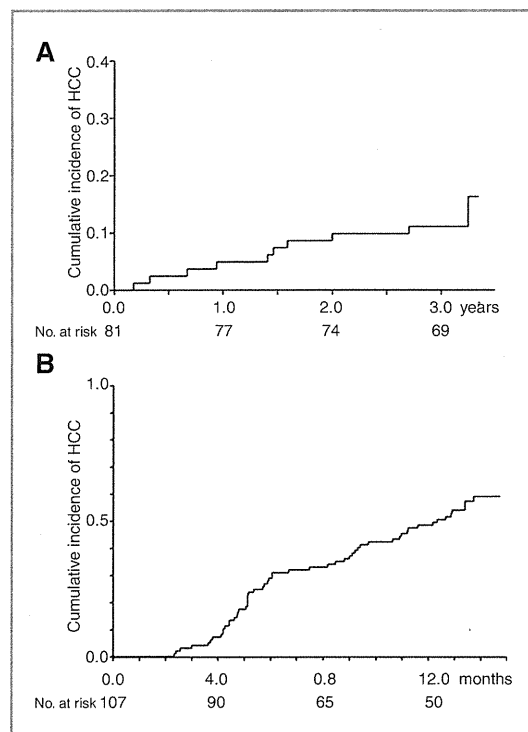 A
0.4
0.3
0.2
0.1
0.0
Cumulative incidence of HCC
0.0 1.0 2.0 3.0 years
No. at risk 81 77 74 69
B
1.0
0.5
0.0
Cumulative incidence of HCC
0.0 4.0 0.8 12.0 months
No. at risk 107 90 65 50